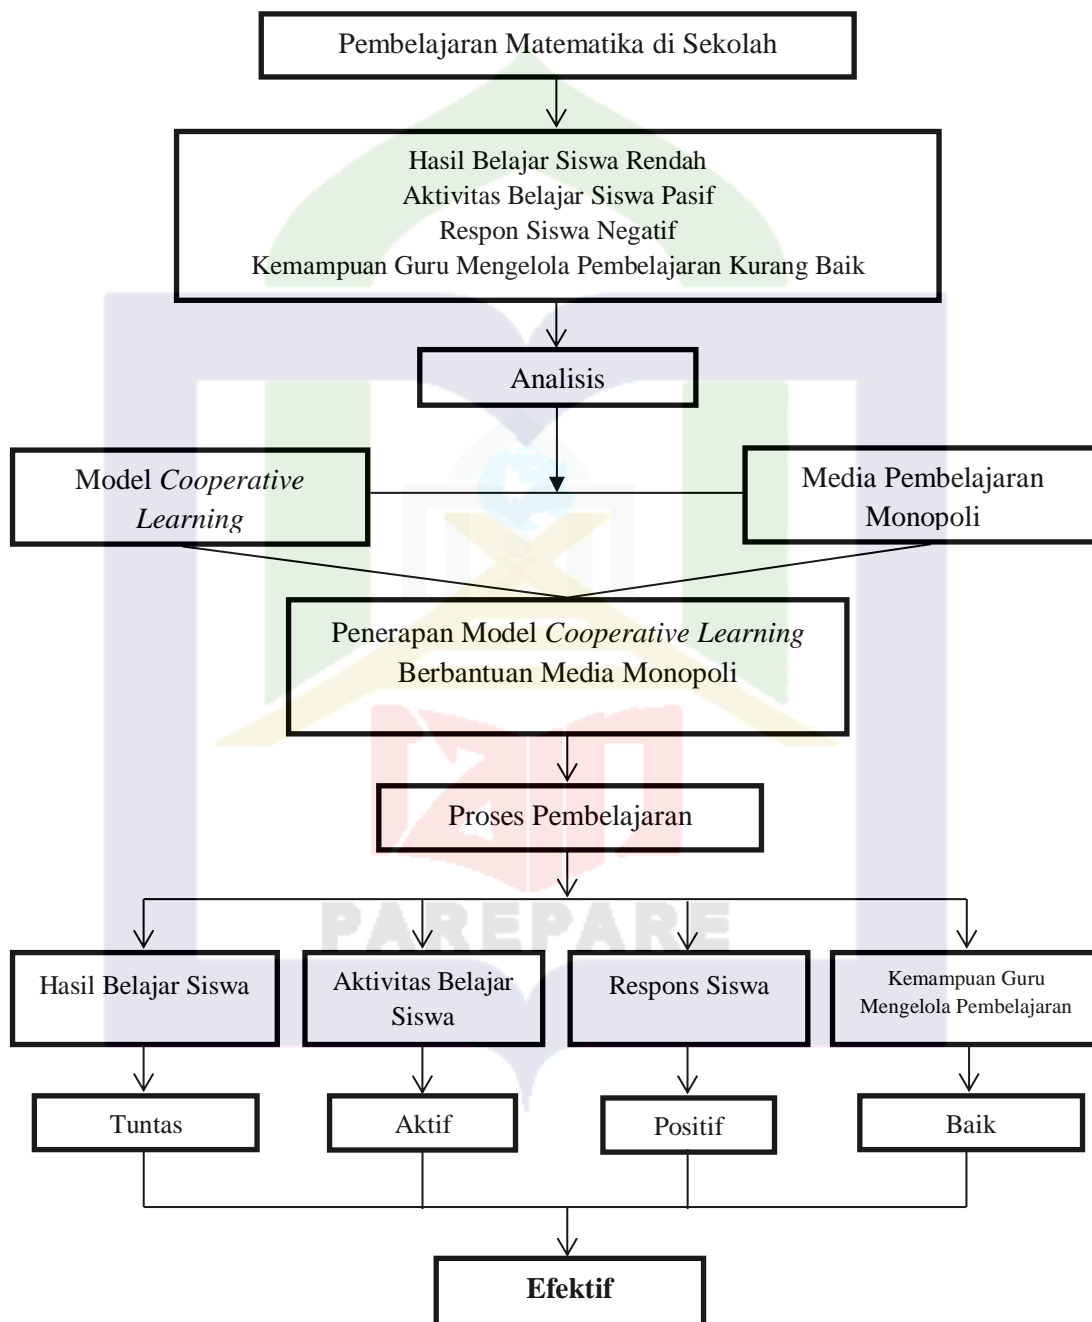 Pembelajaran Matematika di Sekolah
Hasil Belajar Siswa Rendah
Aktivitas Belajar Siswa Pasif
Respon Siswa Negatif
Kemampuan Guru Mengelola Pembelajaran Kurang Baik
Analisis
Model Cooperative
Learning
Media Pembelajaran
Monopoli
Penerapan Model Cooperative Learning
Berbantuan Media Monopoli
Proses Pembelajaran
PAREPARE
Hasil Belajar Siswa
Aktivitas Belajar
Siswa
Respons Siswa
Kemampuan Guru
Mengelola Pembelajaran
Tuntas
Aktif
Positif
Baik
Efektif